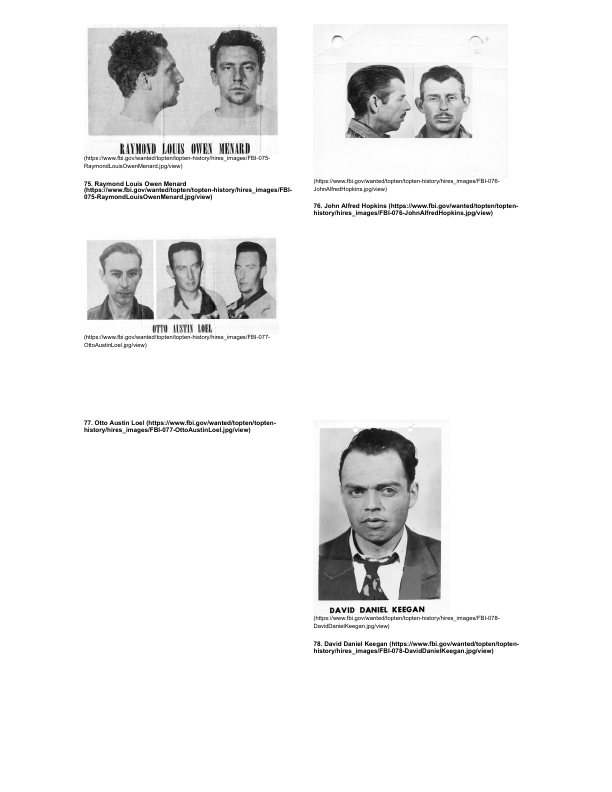 RAYMOND LOUIS OWEN MENARD
(https://www.fbi.gov/wanted/topten/topten-history/hires_images/FBI-075-
RaymondLouisOwenMenard.jpg/view)
75. Raymond Louis Owen Menard
(https://www.fbi.gov/wanted/topten/topten-history/hires_images/FBI-
075-RaymondLouisOwenMenard.jpg/view)
(https://www.fbi.gov/wanted/topten/topten-history/hires_images/FBI-076-
JohnAlfredHopkins.jpg/view)
76. John Alfred Hopkins (https://www.fbi.gov/wanted/topten/topten-
history/hires_images/FBI-076-JohnAlfredHopkins.jpg/view)
OTTO AUSTIN LOEL
(https://www.fbi.gov/wanted/topten/topten-history/hires_images/FBI-077-
OttoAustinLoel.jpg/view)
77. Otto Austin Loel (https://www.fbi.gov/wanted/topten/topten-
history/hires_images/FBI-077-OttoAustinLoel.jpg/view)
DAVID DANIEL KEEGAN
(https://www.fbi.gov/wanted/topten/topten-history/hires_images/FBI-078-
DavidDanielKeegan.jpg/view)
78. David Daniel Keegan (https://www.fbi.gov/wanted/topten/topten-
history/hires_images/FBI-078-DavidDanielKeegan.jpg/view)